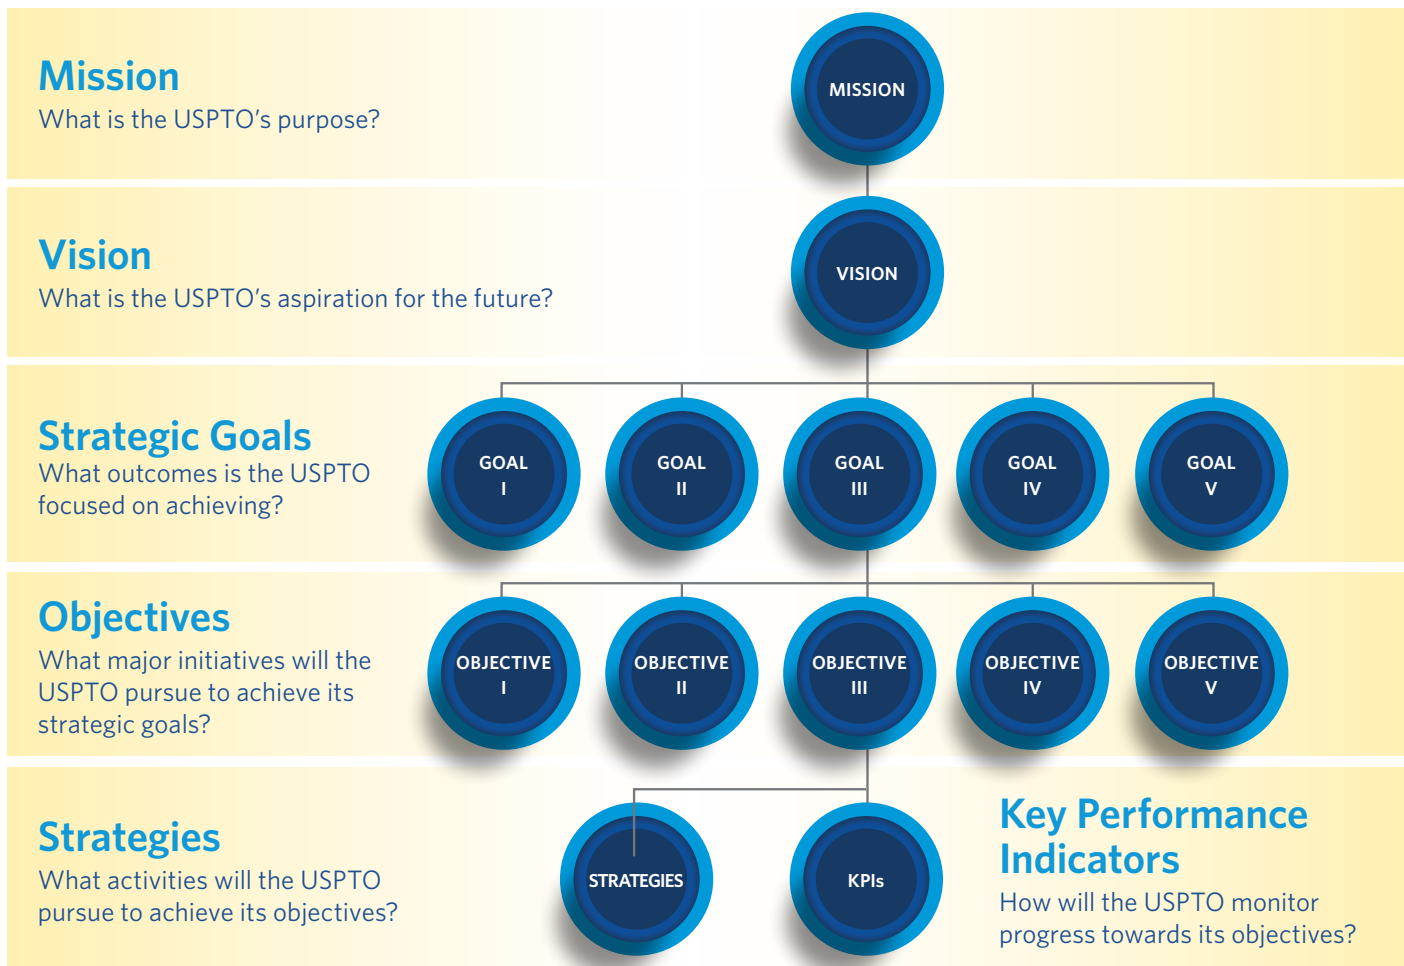 Mission
What is the USPTO’s purpose?
MISSION
Vision
What is the USPTO’s aspiration for the future?
VISION
Strategic Goals
What outcomes is the USPTO
focused on achieving?
GOAL
I
GOAL
II
GOAL
III
GOAL
IV
GOAL
V
Objectives
What major initiatives will the
USPTO pursue to achieve its
strategic goals?
OBJECTIVE
I
OBJECTIVE
II
OBJECTIVE
III
OBJECTIVE
IV
OBJECTIVE
V
Strategies
What activities will the USPTO
pursue to achieve its objectives?
STRATEGIES
KPIs
Key Performance
Indicators
How will the USPTO monitor
progress towards its objectives?